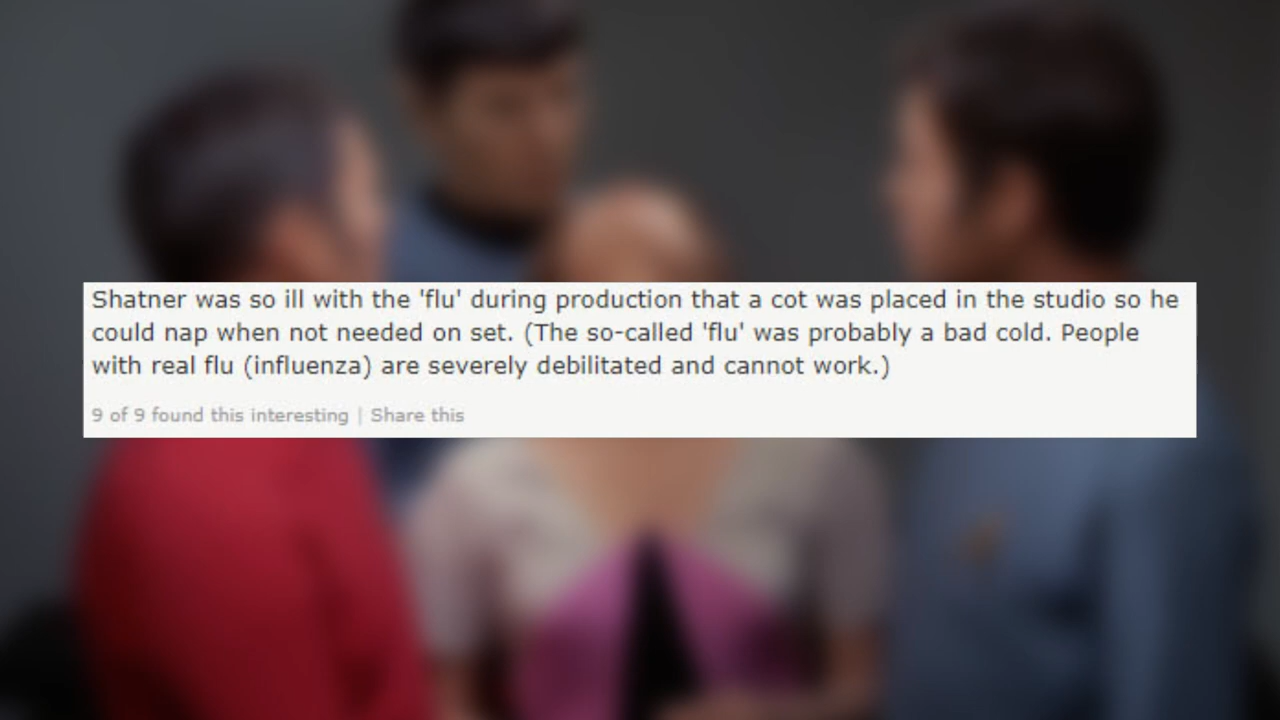 Shatner was so ill with the 'flu' during production that a cot was placed in the studio so he
could nap when not needed on set. (The so-called 'flu' was probably a bad cold. People
with real flu (influenza) are severely debilitated and cannot work.)
9 of 9 found this interesting | Share this